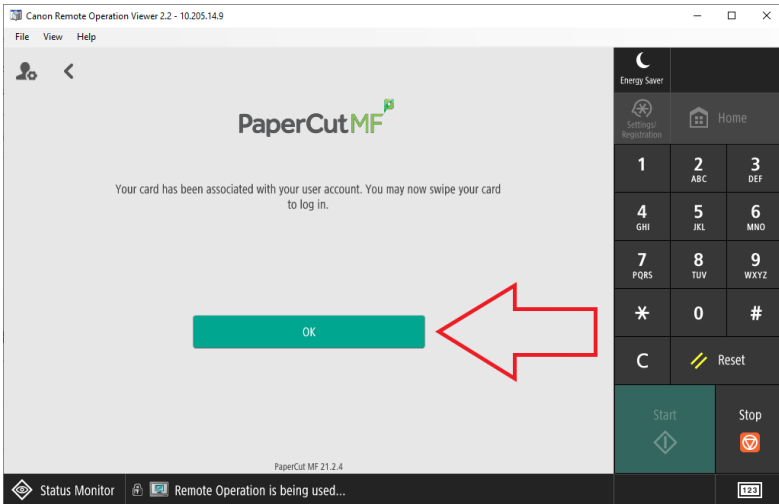 Canon Remote Operation Viewer 2.2 - 10.205.14.9
File View Help
PaperCut MF
Your card has been associated with your user account. You may now swipe your card
to log in.
OK
PaperCut MF 21.2.4
Energy Saver
Settings/
Registration
Home
1
2
ABC
3
DEF
4
GHI
5
JKL
6
MNO
7
PQRS
8
TUV
9
WXYZ
0
#
C
Reset
Start
Stop
Status Monitor
Remote Operation is being used...
123